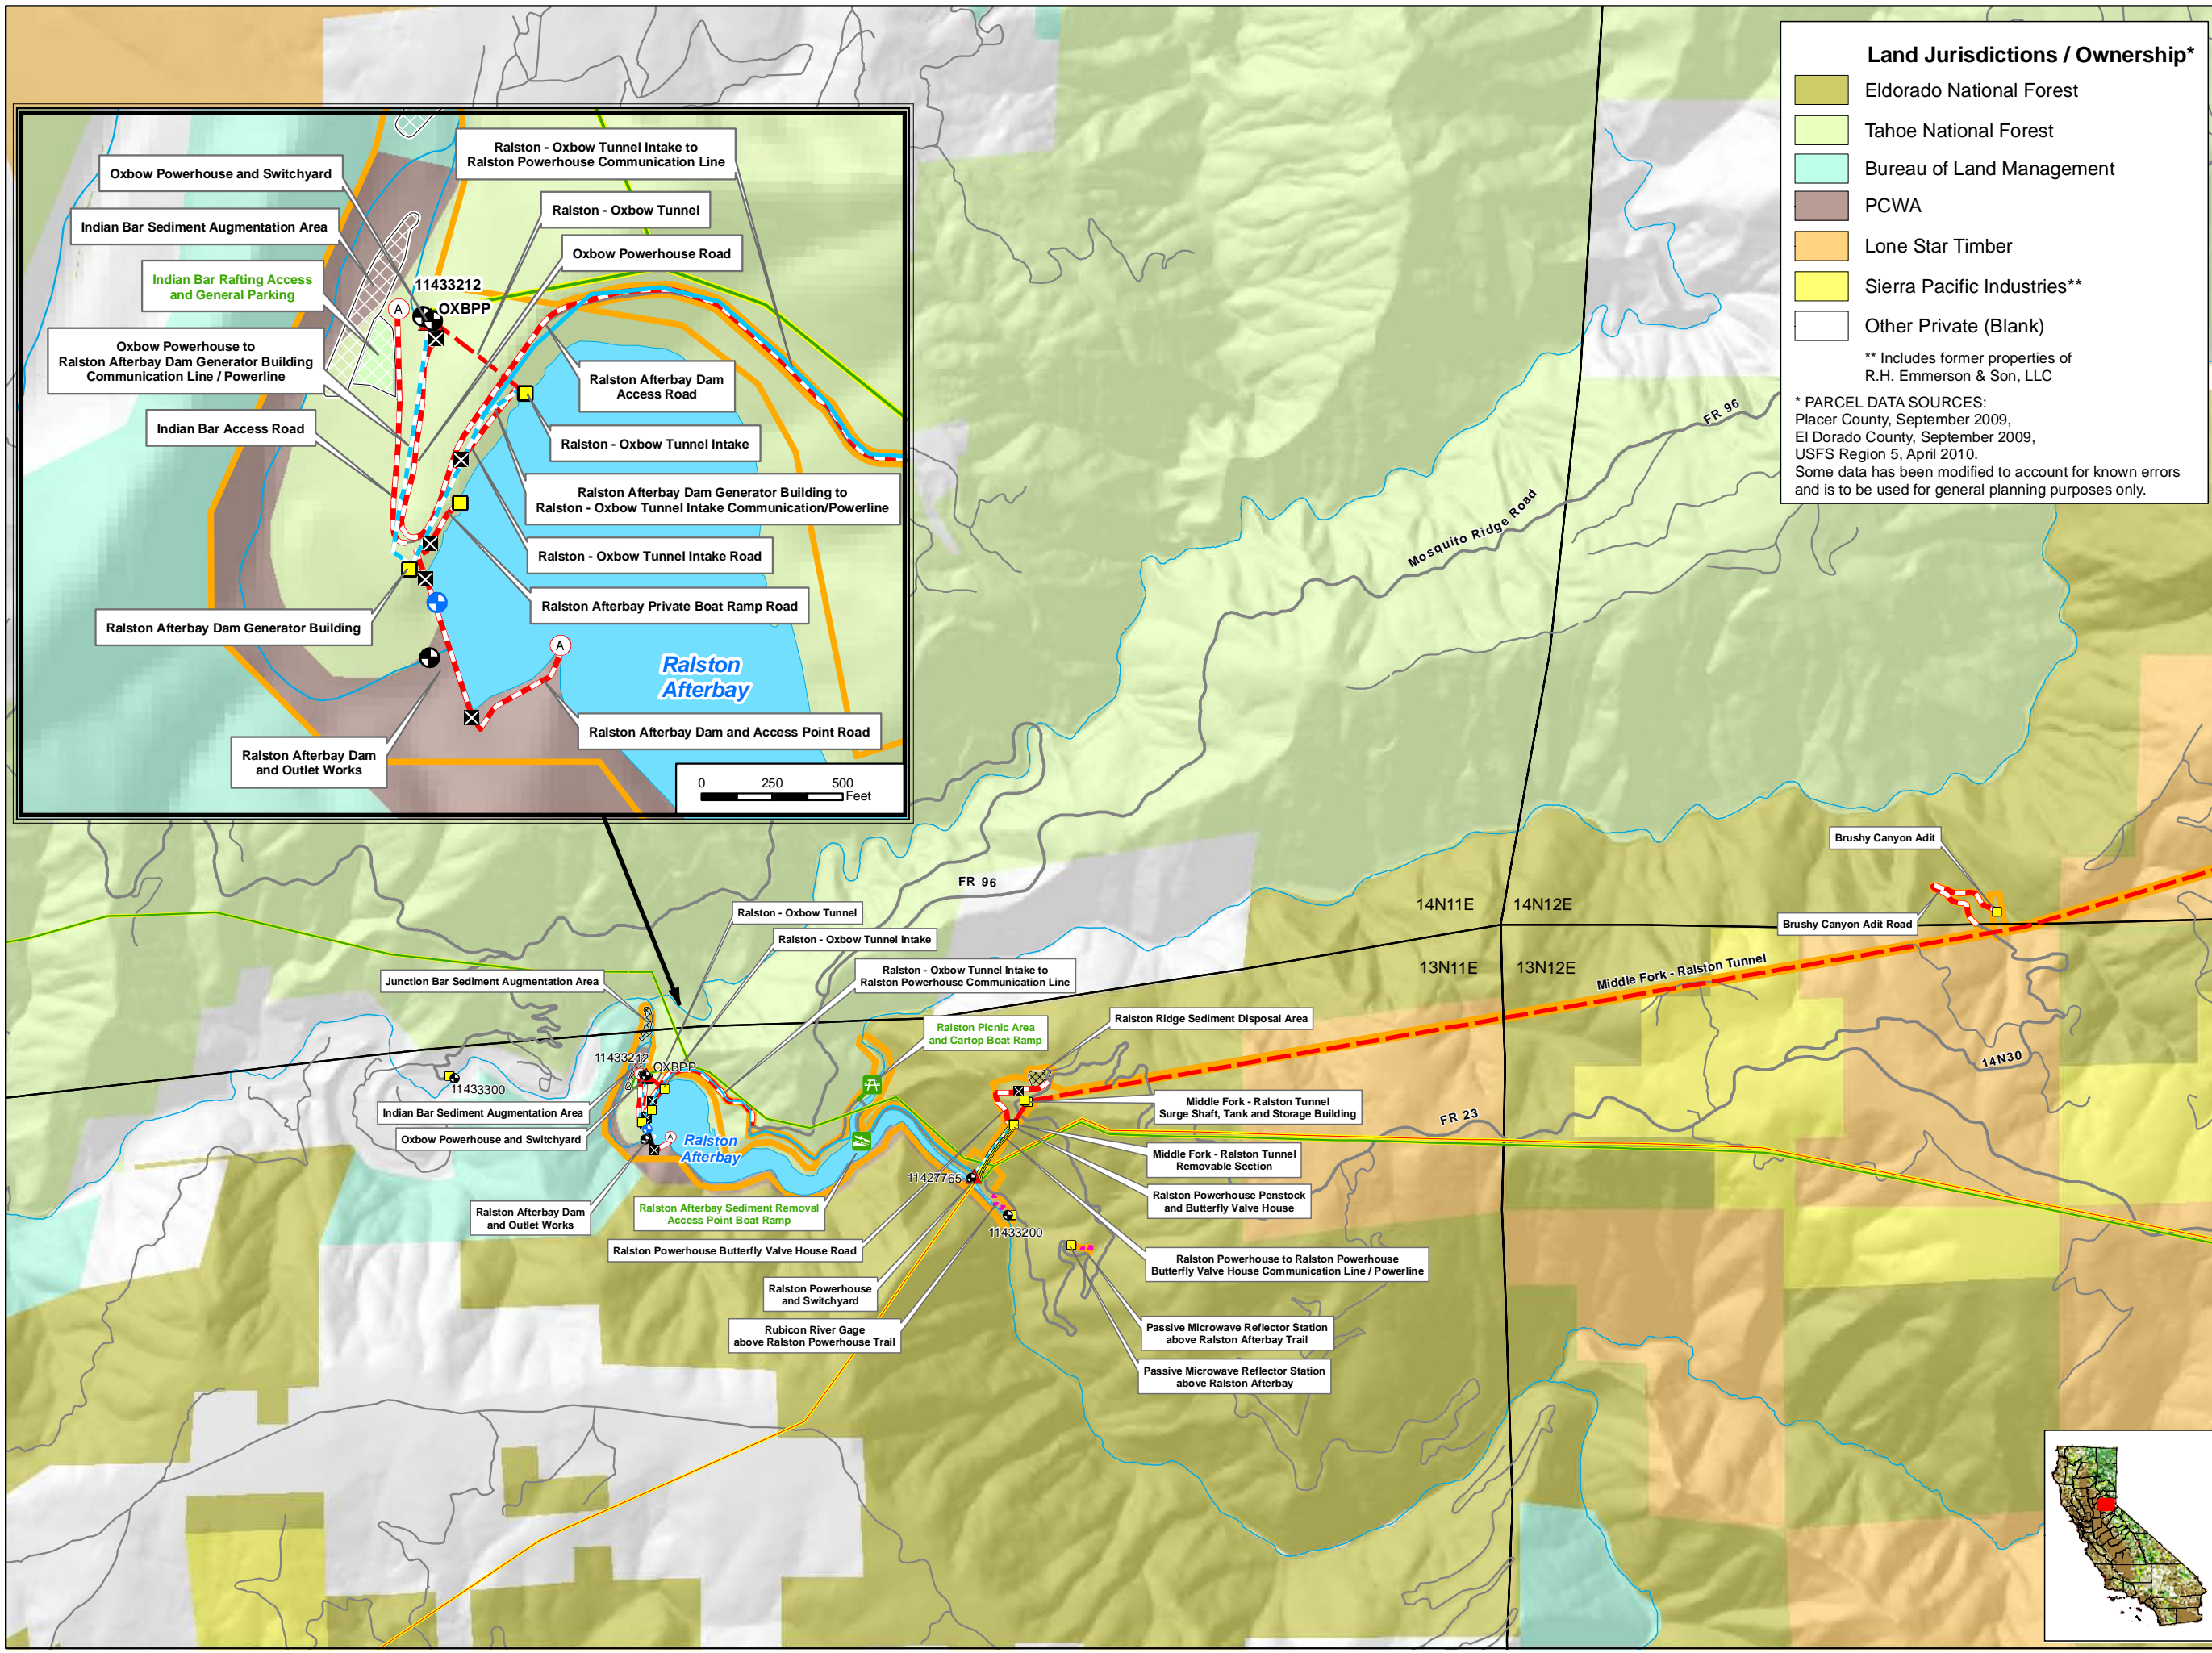 Land Jurisdictions / Ownership*
Eldorado National Forest
Tahoe National Forest
Bureau of Land Management
PCWA
Lone Star Timber
Sierra Pacific Industries**
Other Private (Blank)
** Includes former properties of
R.H. Emmerson & Son, LLC
* PARCEL DATA SOURCES:
Placer County, September 2009,
El Dorado County, September 2009,
USFS Region 5, April 2010.
Some data has been modified to account for known errors
and is to be used for general planning purposes only.
Ralston - Oxbow Tunnel Intake to
Ralston Powerhouse Communication Line
Oxbow Powerhouse and Switchyard
Ralston - Oxbow Tunnel
Indian Bar Sediment Augmentation Area
Oxbow Powerhouse Road
Indian Bar Rafting Access
and General Parking
11433212
OXBPP
A
Oxbow Powerhouse to
Ralston Afterbay Dam Generator Building
Communication Line / Powerline
Ralston Afterbay Dam
Access Road
Indian Bar Access Road
Ralston - Oxbow Tunnel Intake
Ralston Afterbay Dam Generator Building to
Ralston - Oxbow Tunnel Intake Communication/Powerline
Ralston - Oxbow Tunnel Intake Road
Ralston Afterbay Private Boat Ramp Road
Ralston Afterbay Dam Generator Building
A
Ralston
Afterbay
Ralston Afterbay Dam and Access Point Road
Ralston Afterbay Dam
and Outlet Works
0 250 500
Feet
FR 96
Mosquito Ridge Road
FR 96
Brushy Canyon Adit
14N11E
14N12E
Brushy Canyon Adit Road
13N11E
13N12E
Middle Fork - Ralston Tunnel
Ralston - Oxbow Tunnel
Ralston - Oxbow Tunnel Intake
Ralston - Oxbow Tunnel Intake to
Ralston Powerhouse Communication Line
Junction Bar Sediment Augmentation Area
Ralston Picnic Area
and Cartop Boat Ramp
Ralston Ridge Sediment Disposal Area
11433212
OXBPP
11433300
14N30
Indian Bar Sediment Augmentation Area
Middle Fork - Ralston Tunnel
Surge Shaft, Tank and Storage Building
FR 23
Oxbow Powerhouse and Switchyard
A
Ralston
Afterbay
Middle Fork - Ralston Tunnel
Removable Section
11427765
Ralston Powerhouse Penstock
and Butterfly Valve House
Ralston Afterbay Dam
and Outlet Works
Ralston Afterbay Sediment Removal
Access Point Boat Ramp
11433200
Ralston Powerhouse Butterfly Valve House Road
Ralston Powerhouse to Ralston Powerhouse
Butterfly Valve House Communication Line / Powerline
Ralston Powerhouse
and Switchyard
Rubicon River Gage
above Ralston Powerhouse Trail
Passive Microwave Reflector Station
above Ralston Afterbay Trail
Passive Microwave Reflector Station
above Ralston Afterbay